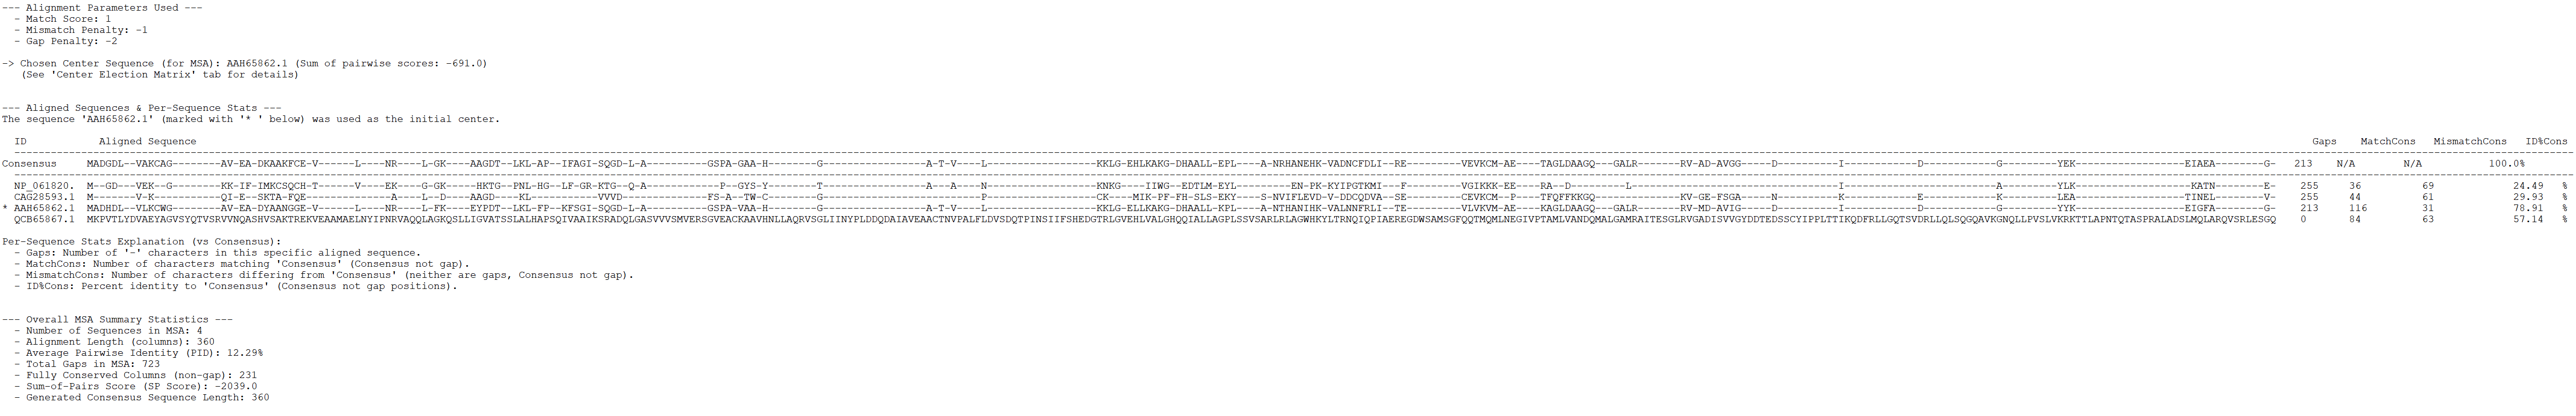 --- Alignment Parameters Used ---
- Match Score: 1
- Mismatch Penalty: -1
- Gap Penalty: -2
-> Chosen Center Sequence (for MSA): AAH65862.1 (Sum of pairwise scores: -691.0)
(See 'Center Election Matrix' tab for details)
--- Aligned Sequences & Per-Sequence Stats ---
The sequence 'AAH65862.1' (marked with '* ' below) was used as the initial center.
ID Aligned Sequence Gaps MatchCons MismatchCons ID%Cons
Consensus MADGDL--VAKCAG--------AV-EA-DKAAKFCE-V------L----NR----L-GK----AAGDT--LKL-AP--IFAGI-SQGD-L-A----------GSPA-GAA-H--------G-----------------A-T-V----L------------------KKLG-EHLKAKG-DHAALL-EPL----A-NRHANEHK-VADNCFDLI--RE---------VEVKCM-AE----TAGLDAAGQ---GALR-------RV-AD-AVGG-----D----------I------------D------------G---------YEK------------------EIAEA--------G- 213 N/A N/A 100.0%
NP_061820. M--GD---VEK--G--------KK-IF-IMKCSQCH-T------V----EK----G-GK----HKTG--PNL-HG--LF-GR-KTG--Q-A------------P--GYS-Y--------T-----------------A---A----N------------------KNKG----IIWG--EDTLM-EYL--------EN-PK-KYIPGTKMI---F---------VGIKKK-EE----RA--D---------L----------------------------------I-------------------------A---------YLK-------------------KATN--------E- 255 36 69 24.49 %
CAG28593.1 M--------V-K-----------QI-E--SKTA-FQE------------A----L--D----AAGD----KL-----------VVVD--------------FS-A--TW-C--------G-----------------------------P------------------CK----MIK-PF-FH-SLS-EKY----S-NVIFLEVD-V-DDCQDVA--SE---------CEVKCM--P----TFQFFKKGQ--------------KV-GE-FSGA-----N----------K------------E------------K---------LEA------------------TINEL--------V- 255 44 61 29.93 %
* AAH65862.1 MADHDL--VLKCWG--------AV-EA-DYAANGGE-V------L----NR----L-FK----EYPDT--LKL-FP--KFSGI-SQGD-L-A----------GSPA-VAA-H--------G-----------------A-T-V----L------------------KKLG-ELLKAKG-DHAALL-KPL----A-NTHANIHK-VALNNFRLI--TE---------VLVKVM-AE----KAGLDAAGQ---GALR-------RV-MD-AVIG-----D----------I------------K------------G---------YYK------------------EIGFA--------G- 213 116 31 78.91 %
QCB65867.1 MKPVTLYDVAEYAGVSYQTVSRVVNQASHVSAKTREKVEAAMAELNYIPNRVAQQLAGKQSLLIGVATSSLALHAPSQIVAAIKSRADQLGASVVVSMVERSGVEACKAAVHNLLAQRVSGLIINYPLDDQDAIAVEAACTNVPALFLDVSDQTPINSIIFSHEDGTRLGVEHLVALGHQQIALLAGPLSSVSARLRLAGWHKYLTRNQIQPIAEREGDWSAMSGFQQTMQMLNEGIVPTAMLVANDQMALGAMRAITESGLRVGADISVVGYDDTEDSSCYIPPLTTIKQDFRLLGQTSVDRLLQLSQGQAVKGNQLLPVSLVKRKTTLAPNTQTASPRALADSLMQLARQVSRLESGQ 0 84 63 57.14 %
Per-Sequence Stats Explanation (vs Consensus):
- Gaps: Number of '-' characters in this specific aligned sequence.
- MatchCons: Number of characters matching 'Consensus' (Consensus not gap).
- MismatchCons: Number of characters differing from 'Consensus' (neither are gaps, Consensus not gap).
- ID%Cons: Percent identity to 'Consensus' (Consensus not gap positions).
--- Overall MSA Summary Statistics ---
- Number of Sequences in MSA: 4
- Alignment Length (columns): 360
- Average Pairwise Identity (PID): 12.29%
- Total Gaps in MSA: 723
- Fully Conserved Columns (non-gap): 231
- Sum-of-Pairs Score (SP Score): -2039.0
- Generated Consensus Sequence Length: 360